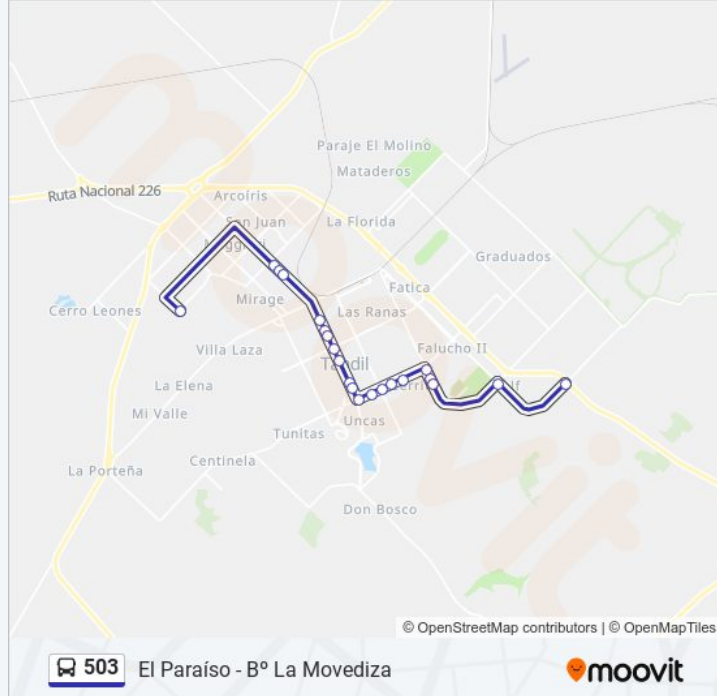 Paraje El Molino
Mataderos
Ruta Nacional 226
Arcoíris
San Juan
La Florida
Graduados
Fatica
Cerro Leones
Mirage
Las Ranas
Villa Laza
Falucho II
Tandil
La Elena
Mi Valle
Uncas
Tunitas
Centinela
La Porteña
Don Bosco
moovit
© OpenStreetMap contributors | © OpenMapTiles
503 El Paraíso - Bº La Movediza
moovit